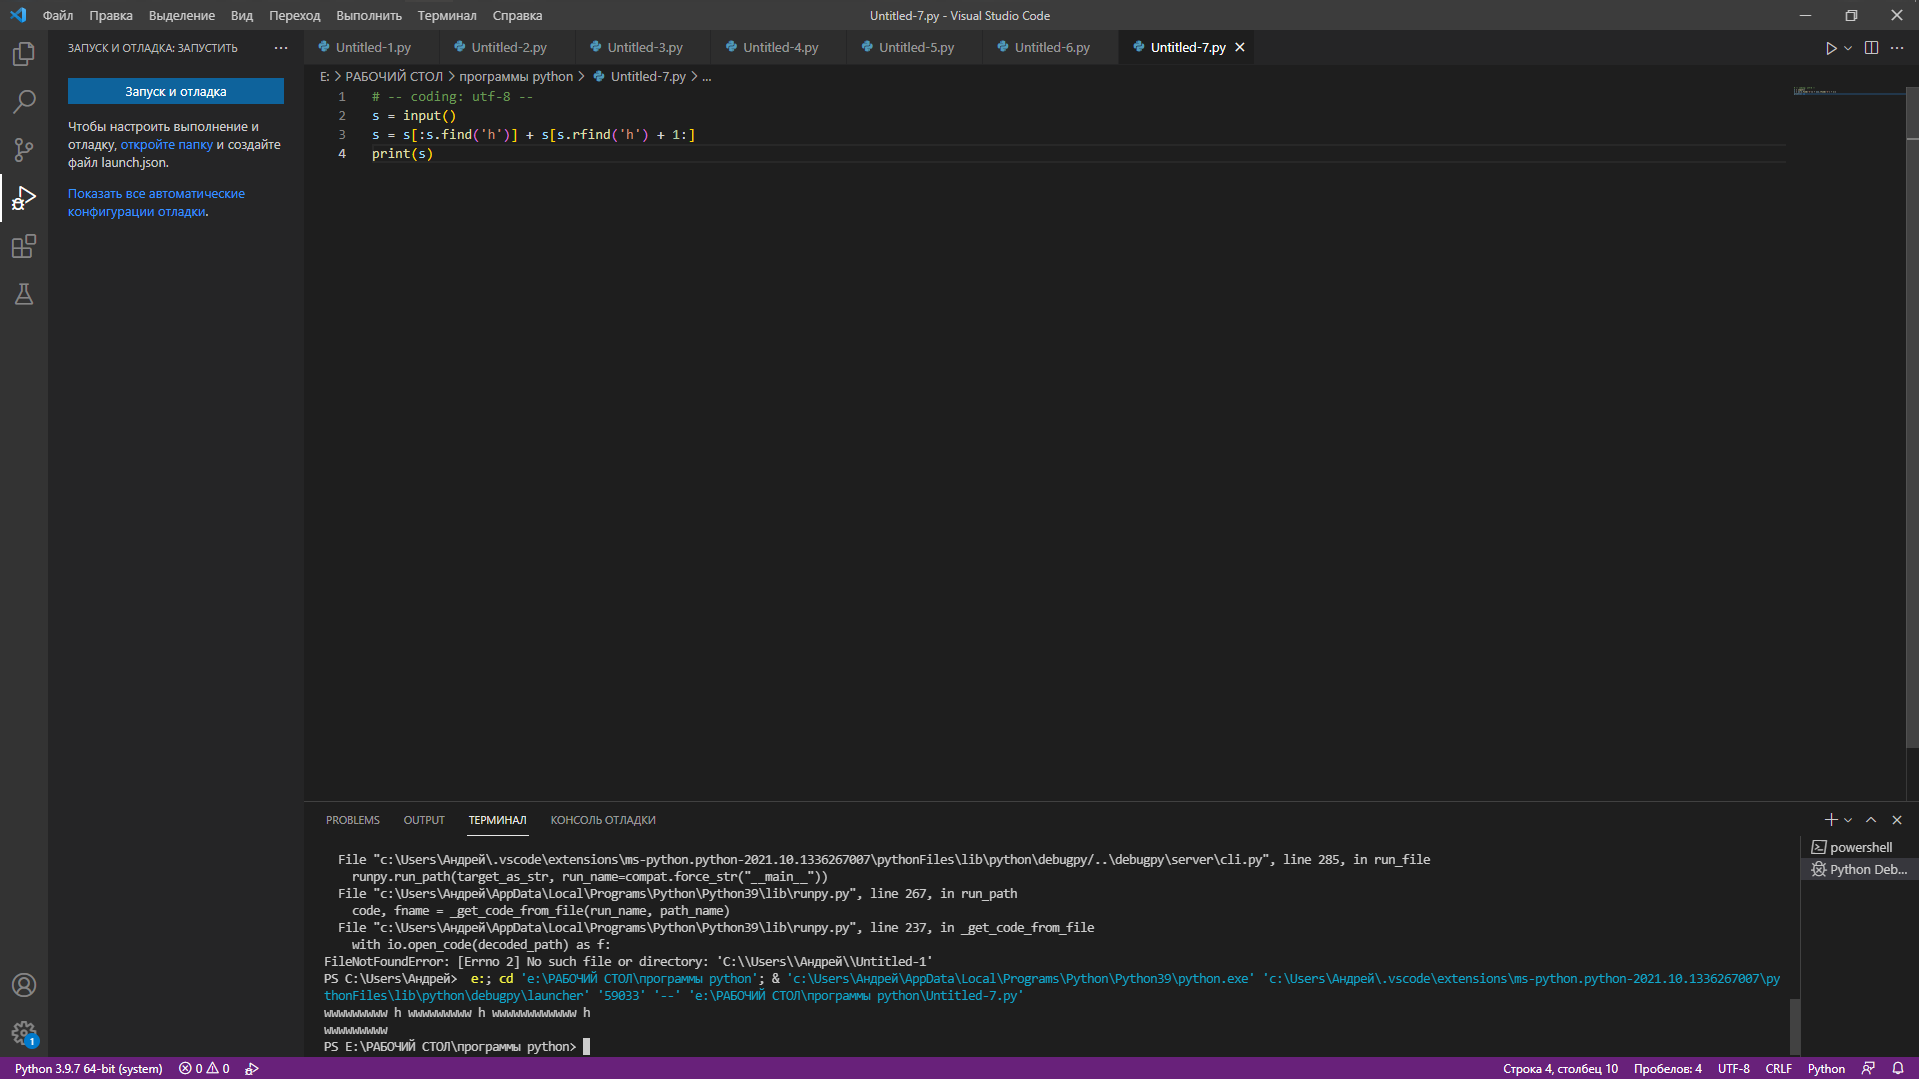 Файл Правка Выделение Вид Переход Выполнить Терминал Справка
Untitled-7.py - Visual Studio Code
ЗАПУСК И ОТЛАДКА: ЗАПУСТИТЬ
Запуск и отладка
Чтобы настроить выполнение и
отладку, откройте папку и создайте
файл launch.json.
Показать все автоматические
конфигурации отладки.
Untitled-1.py Untitled-2.py Untitled-3.py Untitled-4.py Untitled-5.py Untitled-6.py Untitled-7.py
E: > РАБОЧИЙ СТОЛ > программы python > Untitled-7.py > ...
1 # -- coding: utf-8 --
2 s = input()
3 s = s[:s.find('h')] + s[s.rfind('h') + 1:]
4 print(s)
PROBLEMS OUTPUT ТЕРМИНАЛ КОНСОЛЬ ОТЛАДКИ
File "c:\Users\Андрей\.vscode\extensions\ms-python.python-2021.10.1336267007\pythonFiles\lib\python\debugpy/..\debugpy\server\cli.py", line 285, in run_file
runpy.run_path(target_as_str, run_name=compat.force_str("__main__"))
File "c:\Users\Андрей\AppData\Local\Programs\Python\Python39\lib\runpy.py", line 267, in run_path
code, fname = _get_code_from_file(run_name, path_name)
File "c:\Users\Андрей\AppData\Local\Programs\Python\Python39\lib\runpy.py", line 237, in _get_code_from_file
with io.open_code(decoded_path) as f:
FileNotFoundError: [Errno 2] No such file or directory: 'C:\\Users\\Андрей\\Untitled-1'
PS C:\Users\Андрей>  e:; cd 'e:\РАБОЧИЙ СТОЛ\программы python'; & 'c:\Users\Андрей\AppData\Local\Programs\Python\Python39\python.exe' 'c:\Users\Андрей\.vscode\extensions\ms-python.python-2021.10.1336267007\py
thonFiles\lib\python\debugpy\launcher' '59033' '--' 'e:\РАБОЧИЙ СТОЛ\программы python\Untitled-7.py'
wwwwwwwww h wwwwwwwww h wwwwwwwwwwww h
wwwwwwwww
PS E:\РАБОЧИЙ СТОЛ\программы python>
powershell
Python Deb...
1
Python 3.9.7 64-bit (system) 0 0
Строка 4, столбец 10 Пробелов: 4 UTF-8 CRLF Python